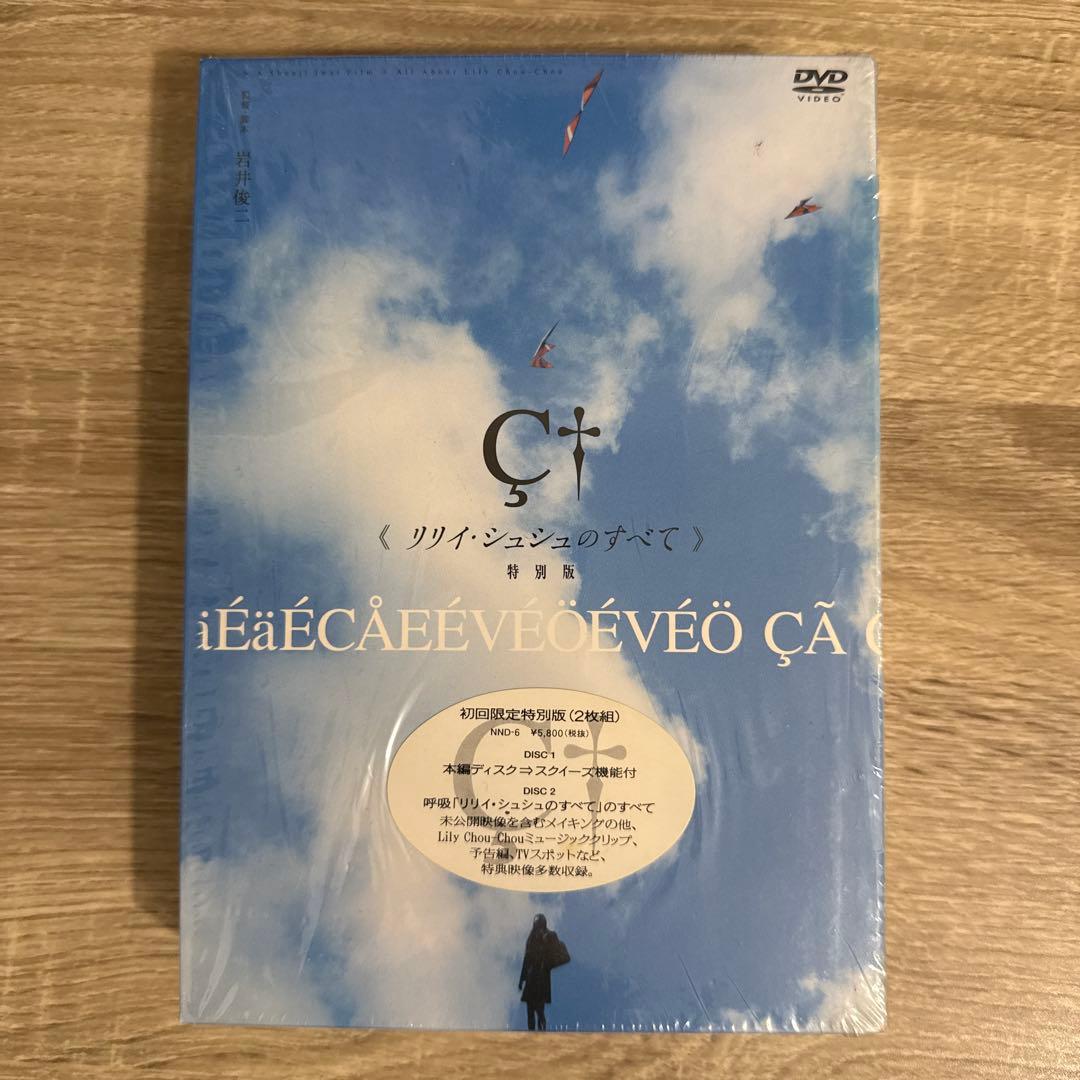 A Shunji Iwai Film * All About Lily Chou-Chou
監督・脚本 岩井俊二
DVD
VIDEO
Ç†
《 リリイ・シュシュのすべて 》
特別版
äÉäÉCÅEÉVÉÖÉVÉÖ ÇÃ
初回限定特別版(2枚組)
NND-6 ¥5,800(税抜)
DISC 1
本編ディスク⇒スクイーズ機能付
DISC 2
呼吸「リリイ・シュシュのすべて」のすべて
未公開映像を含むメイキングの他、
Lily Chou-Chouミュージッククリップ、
予告編、TVスポットなど、
特典映像多数収録。
Ç†